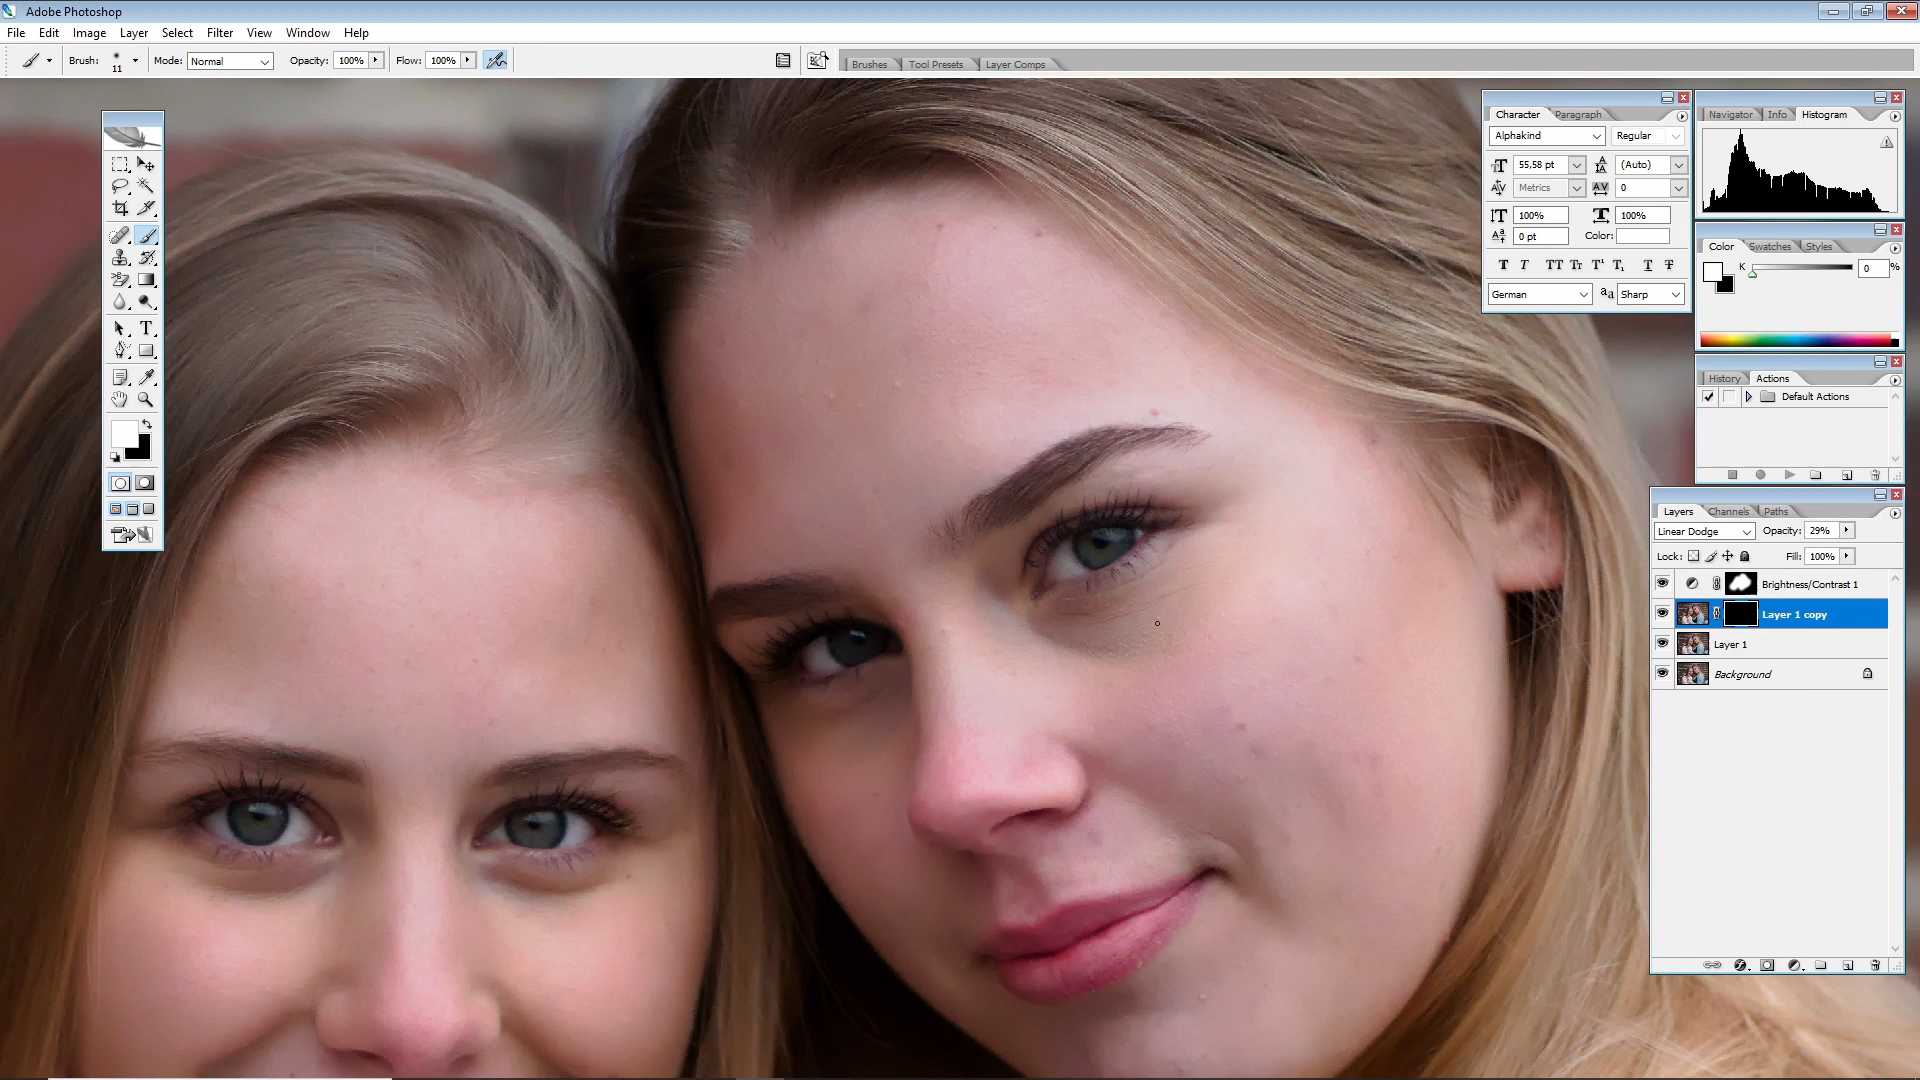 Adobe Photoshop
File Edit Image Layer Select Filter View Window Help
Brush: 11 Mode: Normal Opacity: 100% Flow: 100% Brushes Tool Presets Layer Comps
Character Paragraph
Alphakind Regular
55,58 pt (Auto)
Metrics 0
100% 100%
0 pt Color:
German Sharp
Navigator Info Histogram
Color Swatches Styles
K 0 %
History Actions
Default Actions
Layers Channels Paths
Linear Dodge Opacity: 29%
Lock: Fill: 100%
Brightness/Contrast 1
Layer 1 copy
Layer 1
Background